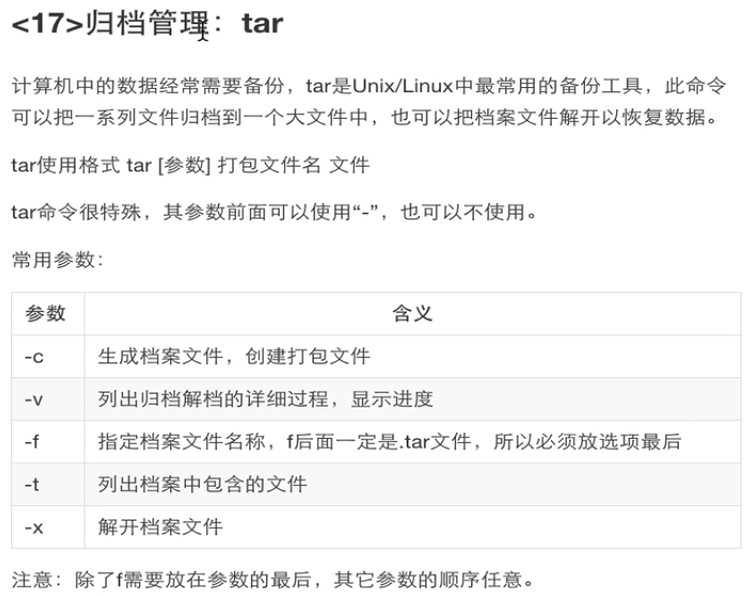 <17>归档管理：tar
计算机中的数据经常需要备份，tar是Unix/Linux中最常用的备份工具，此命令
可以把一系列文件归档到一个大文件中，也可以把档案文件解开以恢复数据。
tar使用格式 tar [参数] 打包文件名 文件
tar命令很特殊，其参数前面可以使用“-”，也可以不使用。
常用参数：
参数 含义
-c 生成档案文件，创建打包文件
-v 列出归档解档的详细过程，显示进度
-f 指定档案文件名称，f后面一定是.tar文件，所以必须放选项最后
-t 列出档案中包含的文件
-x 解开档案文件
注意：除了f需要放在参数的最后，其它参数的顺序任意。